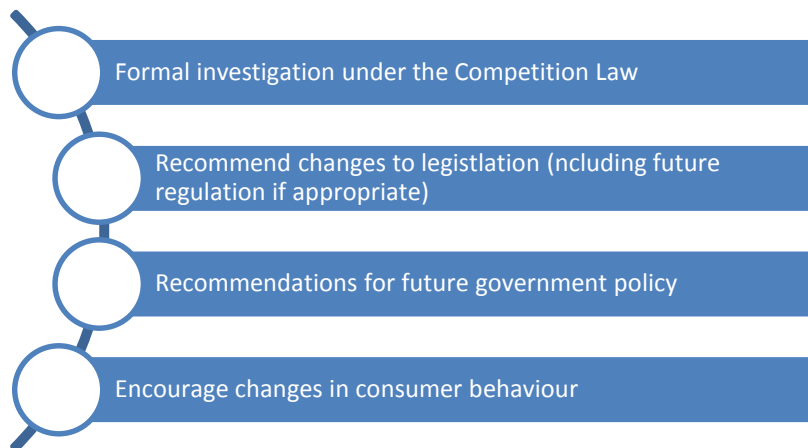 Formal investigation under the Competition Law
Recommend changes to legistlation (ncluding future
regulation if appropriate)
Recommendations for future government policy
Encourage changes in consumer behaviour